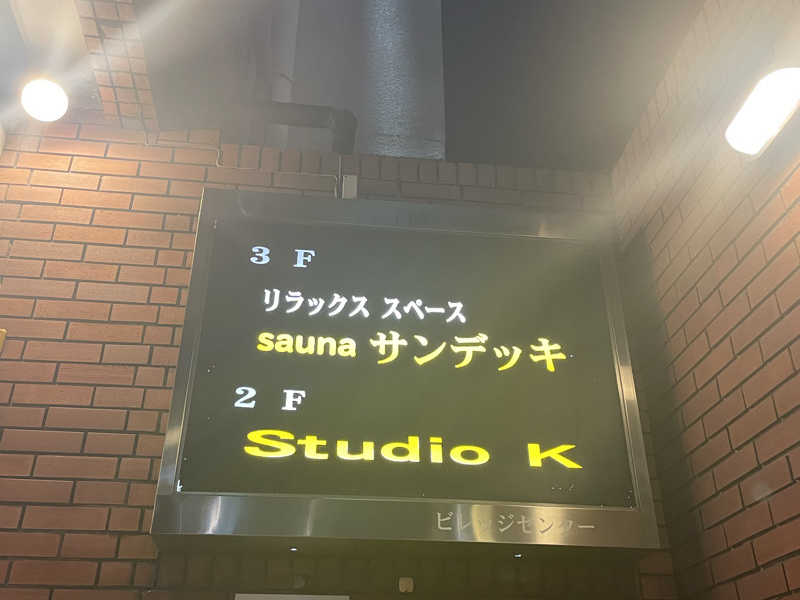 3 F
リラックス スペース
sauna サンデッキ
2 F
Studio K
ビレッジセンター